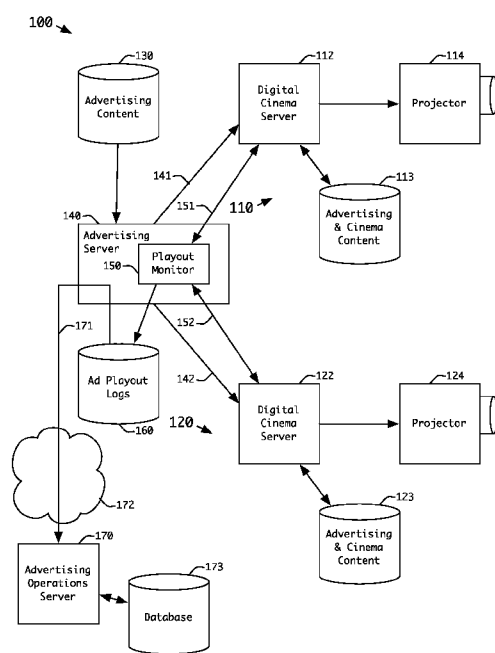 100
130
Advertising
Content
112
Digital
Cinema
Server
114
Projector
141
151
110
113
Advertising
& Cinema
Content
140
Advertising
Server
150
Playout
Monitor
171
152
142
Ad Playout
Logs
160
120
122
Digital
Cinema
Server
124
Projector
172
123
Advertising
& Cinema
Content
170
Advertising
Operations
Server
173
Database